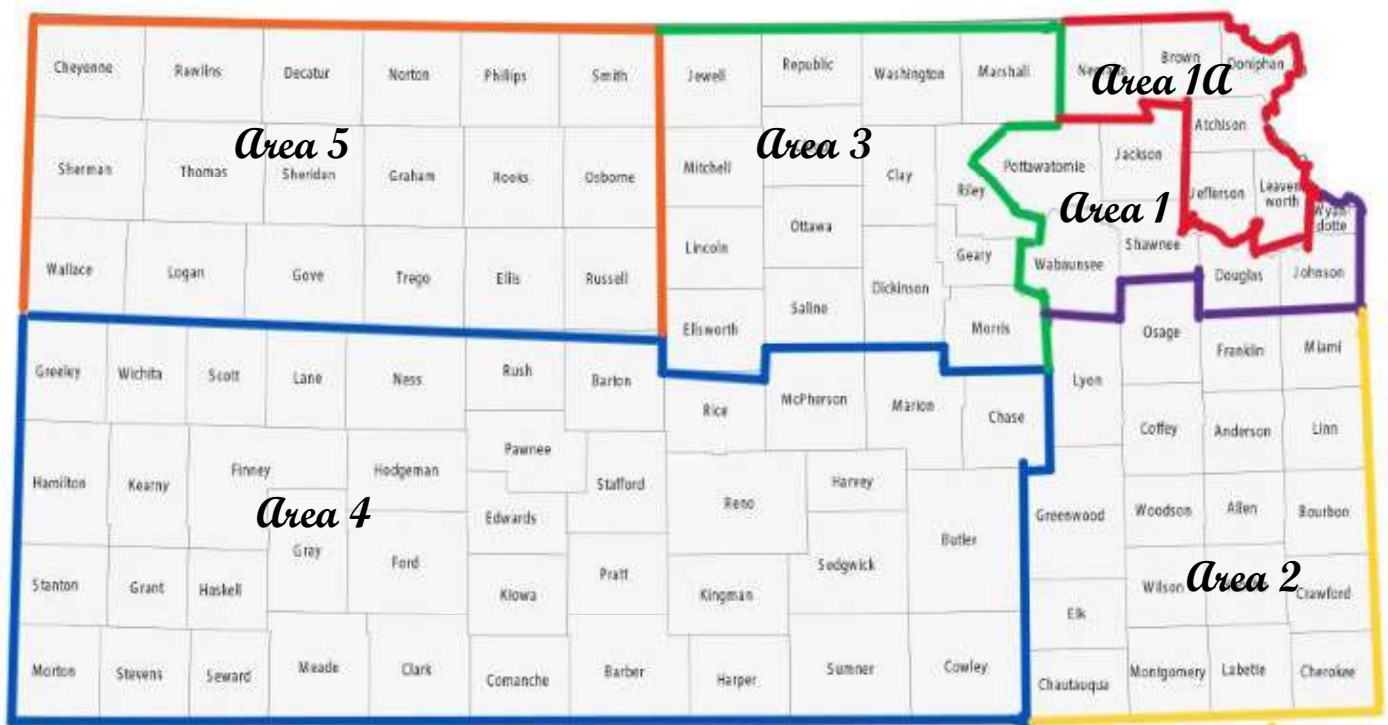 Cheyenne Rawlins Decatur Norton Phillips Smith Jewell Republic Washington Marshall Nemaha Brown Doniphan
Area 1A
Area 5 Area 3
Atchison
Sherman Thomas Sheridan Graham Rooks Osborne Mitchell Clay Riley Pottawatomie Jackson
Jefferson Leaven
worth
Wyan-
dotte
Area 1
Lincoln Ottawa Geary Wabaunsee Shawnee
Wallace Logan Gove Trego Ellis Russell Saline Dickinson Douglas Johnson
Ellsworth Morris
Greeley Wichita Scott Lane Ness Rush Barton Rice McPherson Marion Chase Lyon Osage Franklin Miami
Hamilton Kearny Finney Hodgeman Pawnee Stafford Reno Harvey Coffey Anderson Linn
Area 4
Gray Ford Edwards Sedgwick Butler Greenwood Woodson Allen Bourbon
Stanton Grant Haskell Kiowa Pratt Kingman Elk Wilson Crawford
Area 2
Morton Stevens Seward Meade Clark Comanche Barber Harper Sumner Cowley Chautauqua Montgomery Labette Cherokee